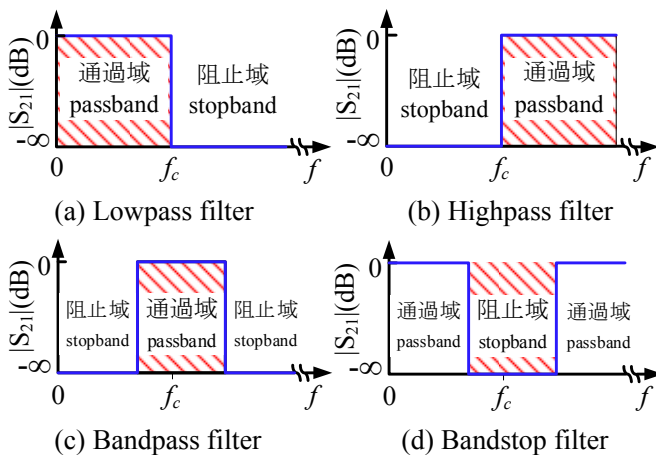 |S21|(dB)
0
通過域
passband
阻止域
stopband
-∞
0
fc
f
(a) Lowpass filter
|S21|(dB)
0
阻止域
stopband
通過域
passband
-∞
0
fc
f
(b) Highpass filter
|S21|(dB)
0
阻止域
stopband
通過域
passband
阻止域
stopband
-∞
0
fc
f
(c) Bandpass filter
|S21|(dB)
0
通過域
passband
阻止域
stopband
通過域
passband
-∞
0
fc
f
(d) Bandstop filter